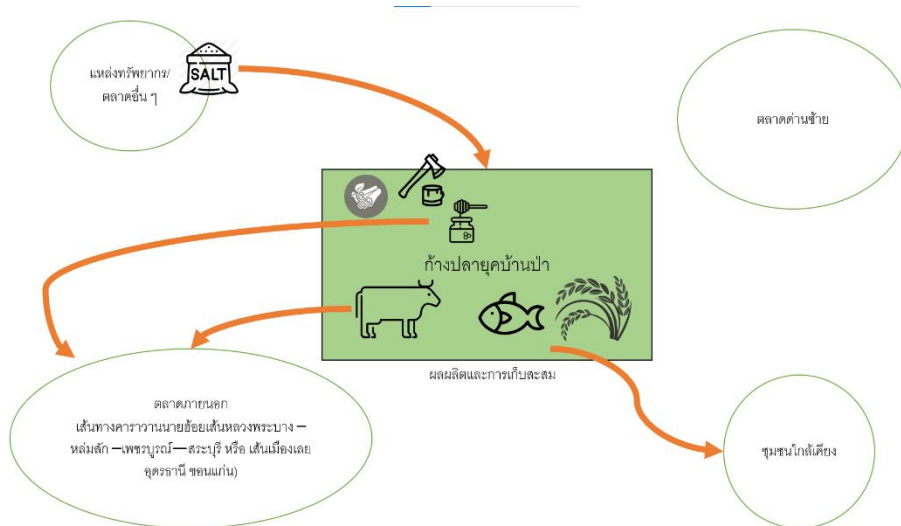 แหล่งทรัพยากร/
ตลาดอื่น ๆ
SALT
ตลาดด่านซ้าย
ก้างปลายุคบ้านป่า
ผลผลิตและการเก็บสะสม
ตลาดภายนอก
เส้นทางคาราวานนายฮ้อยเส้นหลวงพระบาง –
หล่มสัก –เพชรบูรณ์–สระบุรี หรือ เส้นเมืองเลย
อุดรธานี ขอนแก่น)
ชุมชนใกล้เคียง